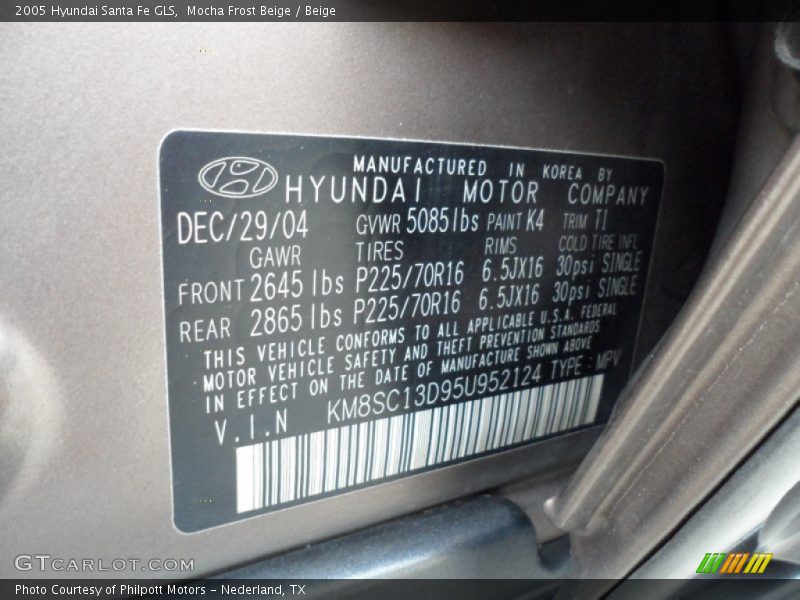 2005 Hyundai Santa Fe GLS, Mocha Frost Beige / Beige
MANUFACTURED IN KOREA BY
HYUNDAI MOTOR COMPANY
DEC/29/04 GVWR 5085lbs PAINT K4 TRIM TI
GAWR TIRES RIMS COLD TIRE INFL
FRONT 2645 lbs P225/70R16 6.5JX16 30psi SINGLE
REAR 2865 lbs P225/70R16 6.5JX16 30psi SINGLE
THIS VEHICLE CONFORMS TO ALL APPLICABLE U.S.A. FEDERAL
MOTOR VEHICLE SAFETY AND THEFT PREVENTION STANDARDS
IN EFFECT ON THE DATE OF MANUFACTURE SHOWN ABOVE
V.I.N KM8SC13D95U952124 TYPE : MPV
GTCARLOT.COM
Photo Courtesy of Philpott Motors - Nederland, TX